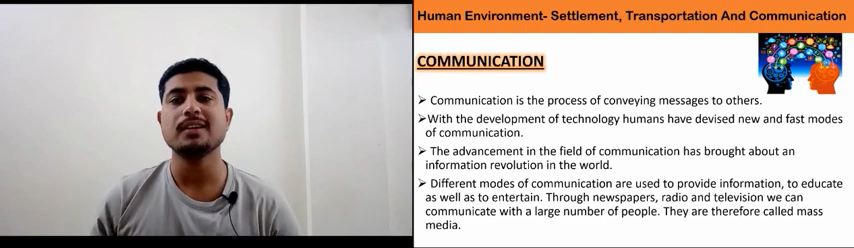 Human Environment- Settlement, Transportation And Communication
COMMUNICATION
➢ Communication is the process of conveying messages to others.
➢With the development of technology humans have devised new and fast modes
of communication.
➢ The advancement in the field of communication has brought about an
information revolution in the world.
➢ Different modes of communication are used to provide information, to educate
as well as to entertain. Through newspapers, radio and television we can
communicate with a large number of people. They are therefore called mass
media.